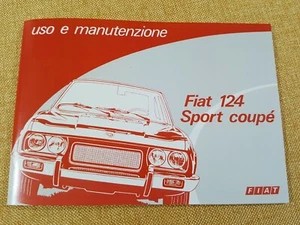 uso e manutenzione
Fiat 124
Sport coupé
FIAT